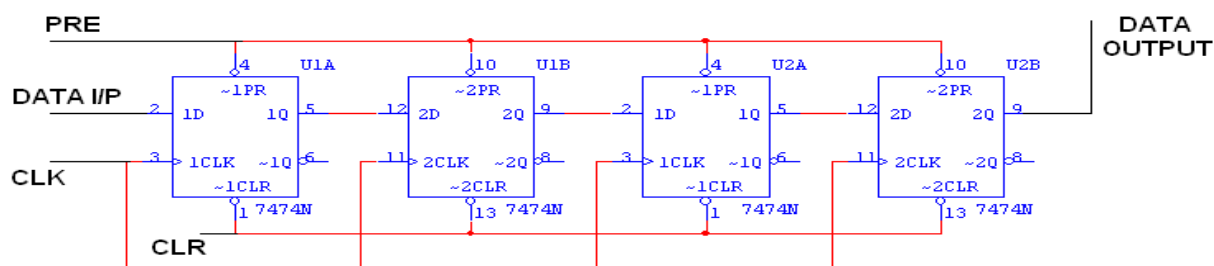 PRE
DATA
OUTPUT
4 U1A 10 U1B 4 U2A 10 U2B
~1PR ~2PR ~1PR ~2PR
DATA I/P
2 1D 1Q 5 12 2D 2Q 9 2 1D 1Q 5 12 2D 2Q 9
3 1CLK ~1Q 6 11 2CLK ~2Q 8 3 1CLK ~1Q 6 11 2CLK ~2Q 8
CLK
~1CLR ~2CLR ~1CLR ~2CLR
1 7474N 13 7474N 1 7474N 13 7474N
CLR